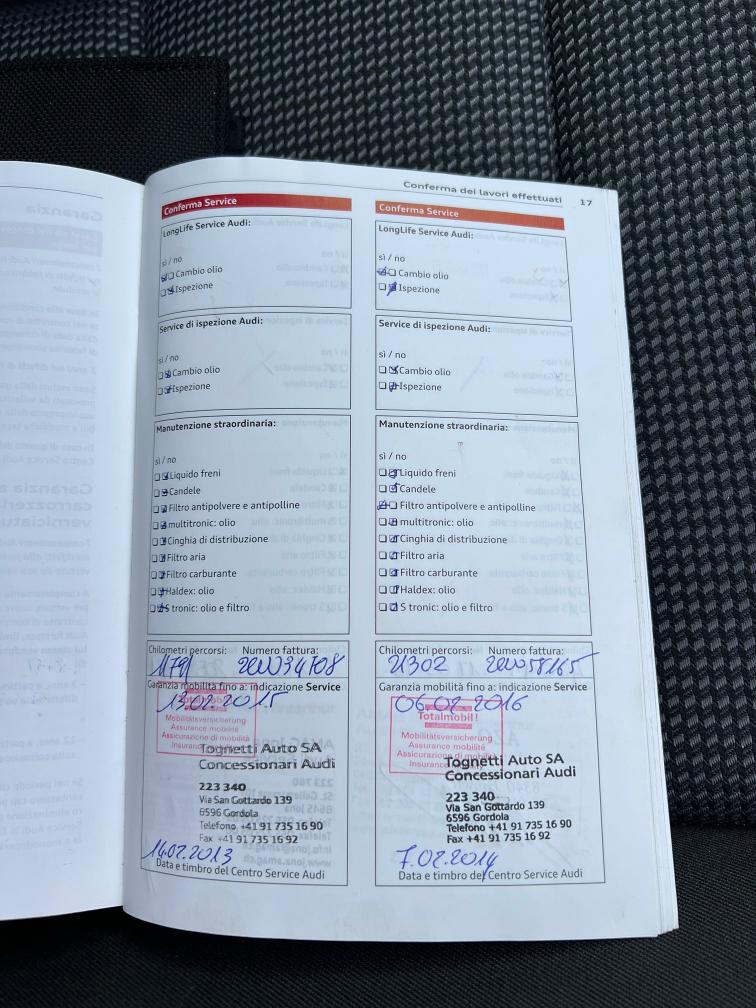 Conferma dei lavori effettuati 17
Conferma Service
LongLife Service Audi:
sì / no
Cambio olio
Ispezione
Service di ispezione Audi:
sì / no
Cambio olio
Ispezione
Manutenzione straordinaria:
sì / no
Liquido freni
Candele
Filtro antipolvere e antipolline
multitronic: olio
Cinghia di distribuzione
Filtro aria
Filtro carburante
Haldex: olio
S tronic: olio e filtro
Chilometri percorsi: Numero fattura:
Garanzia mobilità fino a: indicazione Service
13.02.2015
Totalmobil!
Mobilitätsversicherung
Assurance mobilité
Assicurazione di mobilità
Insurance
Tognetti Auto SA
Concessionari Audi
223 340
Via San Gottardo 139
6596 Gordola
Telefono +41 91 735 16 90
Fax +41 91 735 16 92
14.02.2013
Data e timbro del Centro Service Audi
Conferma Service
LongLife Service Audi:
sì / no
Cambio olio
Ispezione
Service di ispezione Audi:
sì / no
Cambio olio
Ispezione
Manutenzione straordinaria:
sì / no
Liquido freni
Candele
Filtro antipolvere e antipolline
multitronic: olio
Cinghia di distribuzione
Filtro aria
Filtro carburante
Haldex: olio
S tronic: olio e filtro
Chilometri percorsi: Numero fattura:
21302
Garanzia mobilità fino a: indicazione Service
06.02.2016
Totalmobil!
Mobilitätsversicherung
Assurance mobilité
Assicurazione di mobilità
Insurance
Tognetti Auto SA
Concessionari Audi
223 340
Via San Gottardo 139
6596 Gordola
Telefono +41 91 735 16 90
Fax +41 91 735 16 92
7.02.2014
Data e timbro del Centro Service Audi